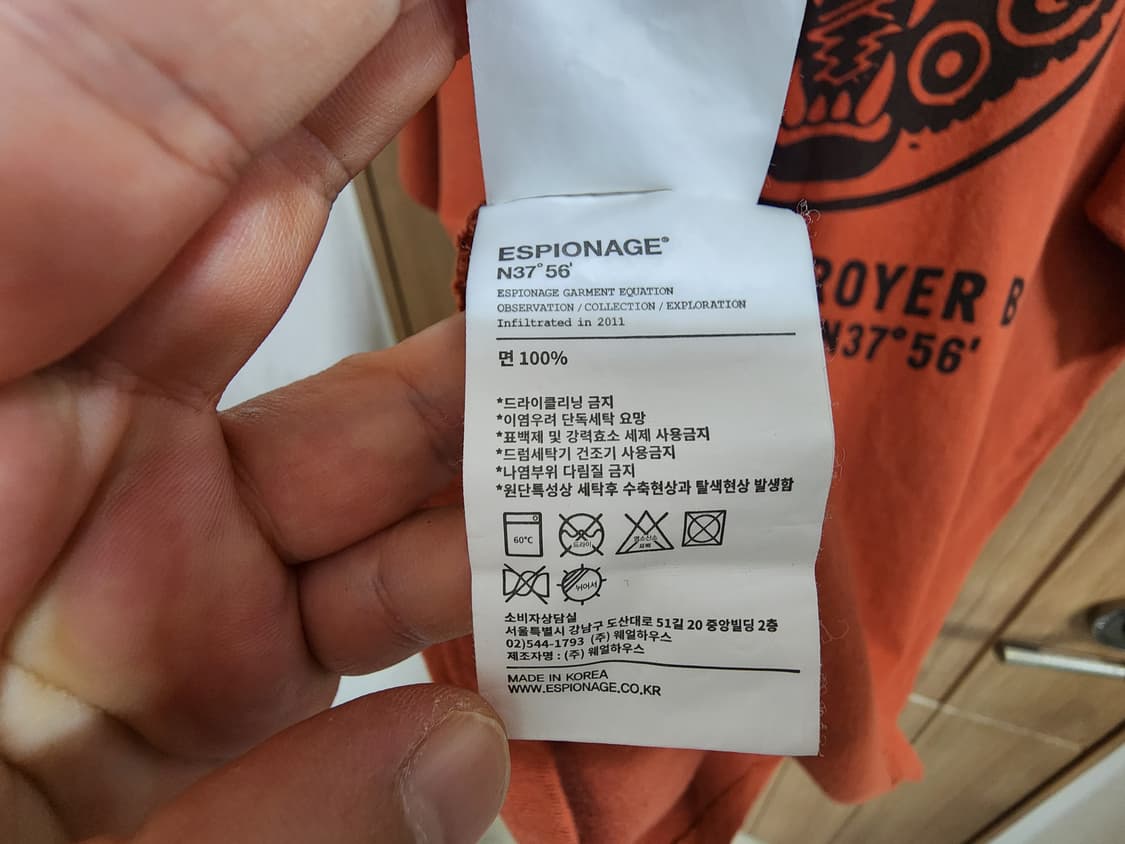 ESPIONAGE®
N37°56'
ESPIONAGE GARMENT EQUATION
OBSERVATION / COLLECTION / EXPLORATION
Infiltrated in 2011
면 100%
*드라이클리닝 금지
*이염우려 단독세탁 요망
*표백제 및 강력효소 세제 사용금지
*드럼세탁기 건조기 사용금지
*나염부위 다림질 금지
*원단특성상 세탁후 수축현상과 탈색현상 발생함
60℃
드라이
염소산소
표백
뉘어서
소비자상담실
서울특별시 강남구 도산대로 51길 20 중앙빌딩 2층
02)544-1793 (주) 웨얼하우스
제조자명 : (주) 웨얼하우스
MADE IN KOREA
WWW.ESPIONAGE.CO.KR
ROYER B
N37°56'